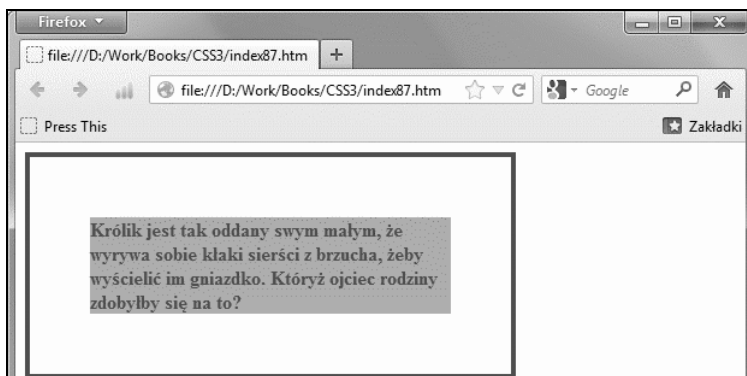 Firefox
file:///D:/Work/Books/CSS3/index87.htm
file:///D:/Work/Books/CSS3/index87.htm
Google
Press This
Zakładki
Królik jest tak oddany swym małym, że
wyrywa sobie kłaki sierści z brzucha, żeby
wyścielić im gniazdko. Któryż ojciec rodziny
zdobyłby się na to?